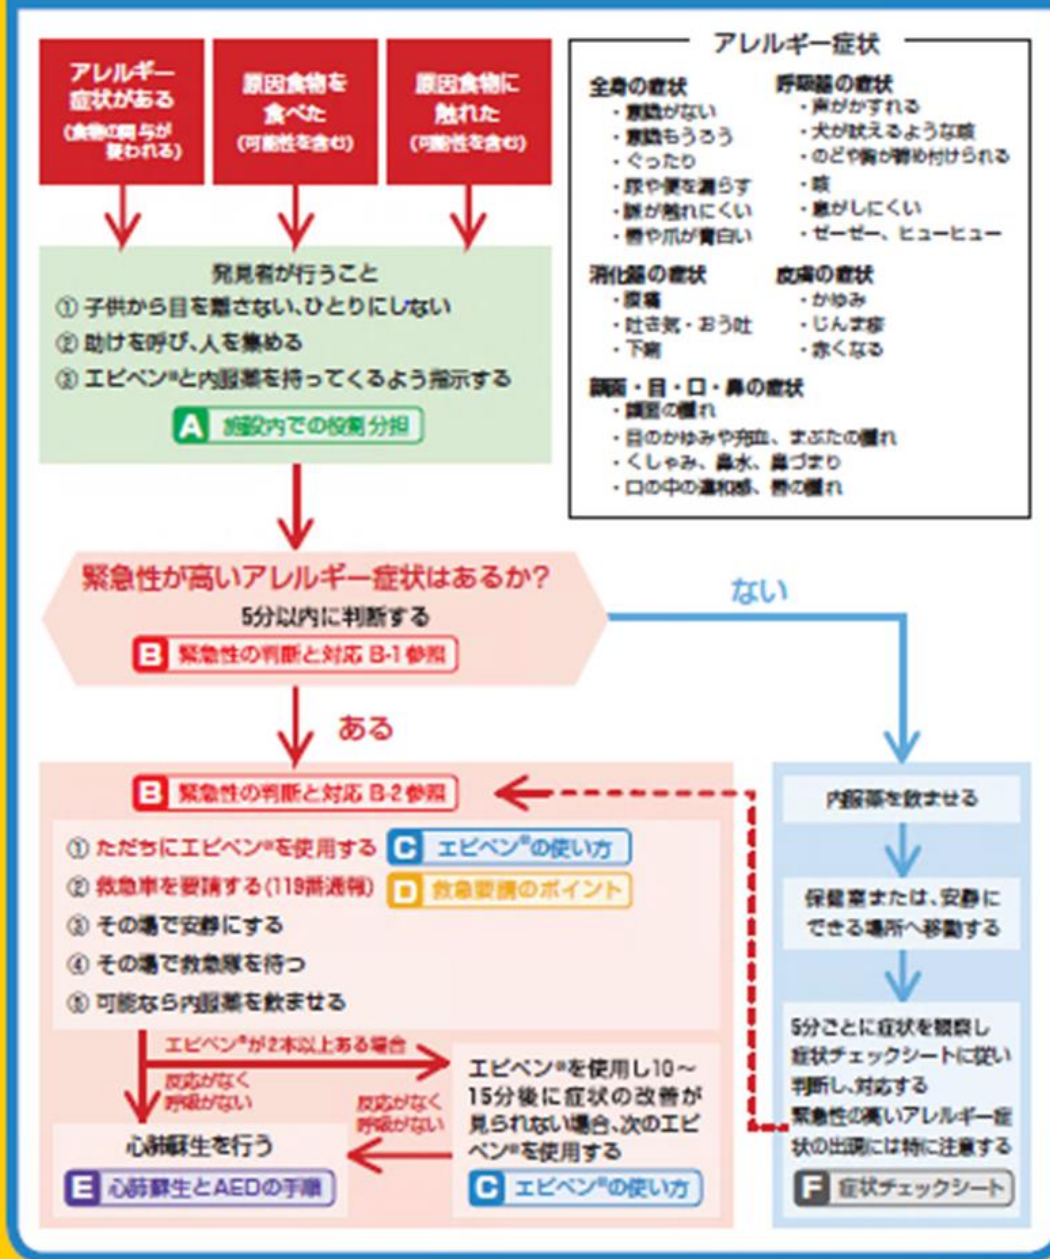 アレルギー
症状がある
(食物の関与が
疑われる)
原因食物を
食べた
(可能性を含む)
原因食物に
触れた
(可能性を含む)
発見者が行うこと
① 子供から目を離さない、ひとりにしない
② 助けを呼び、人を集める
③ エピペン®と内服薬を持ってくるよう指示する
A 施設内での役割分担
アレルギー症状
全身の症状
・意識がない
・意識もうろう
・ぐったり
・尿や便を漏らす
・脈が触れにくい
・唇や爪が青白い
呼吸器の症状
・声がかすれる
・犬が吠えるような咳
・のどや胸が締め付けられる
・咳
・息がしにくい
・ゼーゼー、ヒューヒュー
消化器の症状
・腹痛
・吐き気・おう吐
・下痢
皮膚の症状
・かゆみ
・じんま疹
・赤くなる
顔面・目・口・鼻の症状
・顔面の腫れ
・目のかゆみや充血、まぶたの腫れ
・くしゃみ、鼻水、鼻づまり
・口の中の違和感、唇の腫れ
緊急性が高いアレルギー症状はあるか?
5分以内に判断する
B 緊急性の判断と対応 B-1参照
ない
ある
B 緊急性の判断と対応 B-2参照
① ただちにエピペン®を使用する C エピペン®の使い方
② 救急車を要請する(119番通報) D 救急要請のポイント
③ その場で安静にする
④ その場で救急隊を待つ
⑤ 可能なら内服薬を飲ませる
エピペン®が2本以上ある場合
反応がなく
呼吸がない
反応がなく
呼吸がない
エピペン®を使用し10〜
15分後に症状の改善が
見られない場合、次のエピ
ペン®を使用する
C エピペン®の使い方
心肺蘇生を行う
E 心肺蘇生とAEDの手順
内服薬を飲ませる
保健室または、安静に
できる場所へ移動する
5分ごとに症状を観察し
症状チェックシートに従い
判断し、対応する
緊急性の高いアレルギー症
状の出現には特に注意する
F 症状チェックシート